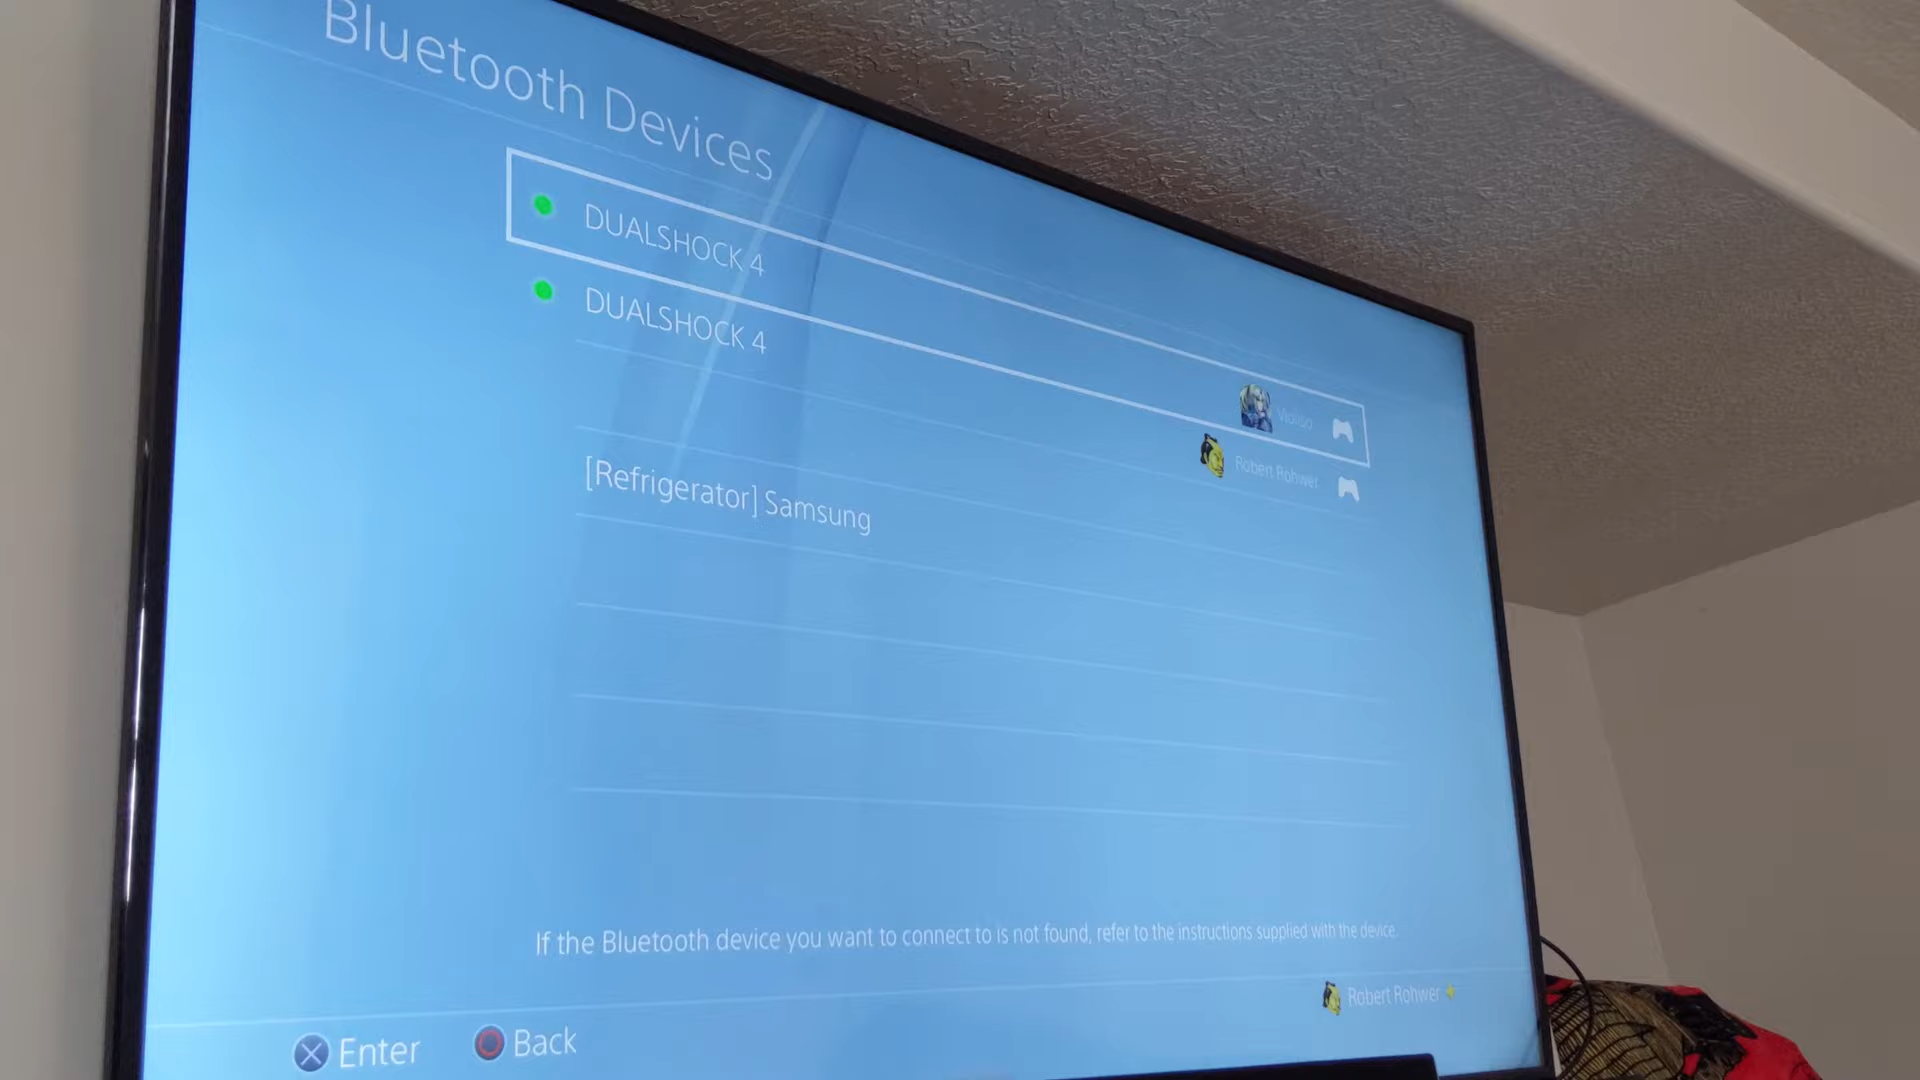 Bluetooth Devices
DUALSHOCK 4
DUALSHOCK 4
Robert Rohwer
[Refrigerator] Samsung
If the Bluetooth device you want to connect to is not found, refer to the instructions supplied with the device.
Robert Rohwer
Enter
Back